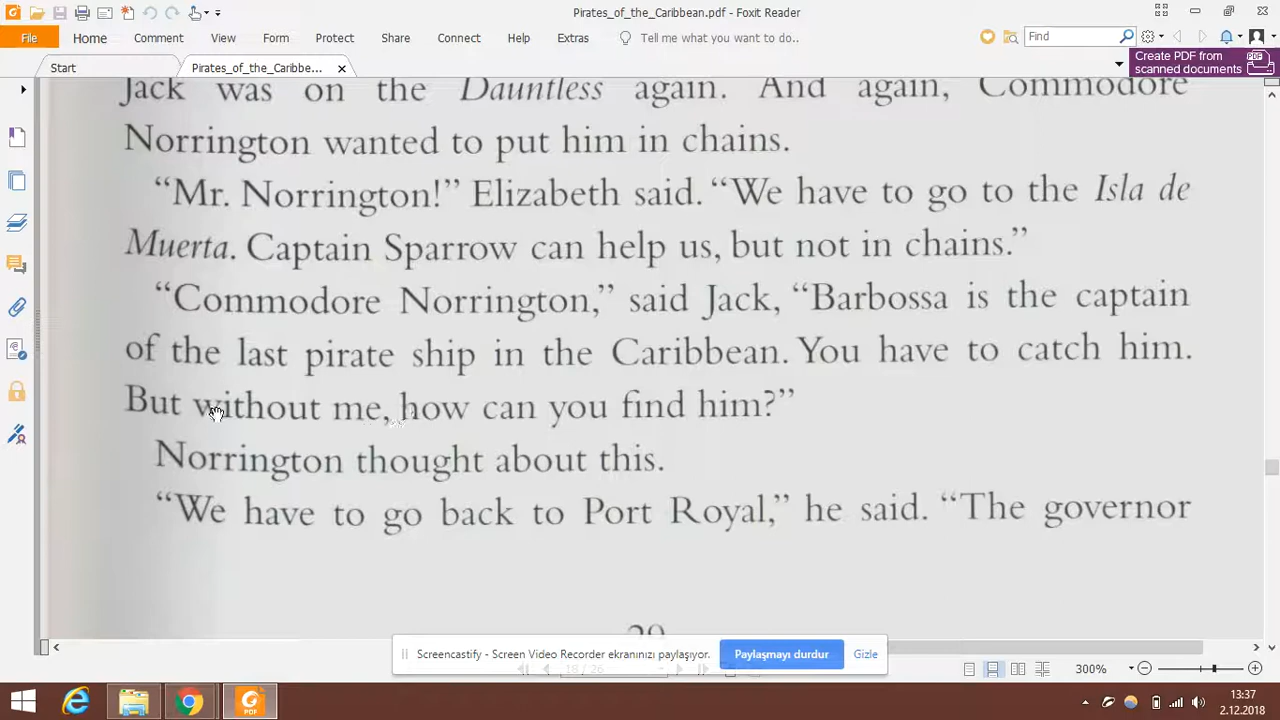 Pirates_of_the_Caribbean.pdf - Foxit Reader
File Home Comment View Form Protect Share Connect Help Extras Tell me what you want to do.. Find
Start Pirates_of_the_Caribbe... Create PDF from
scanned documents
Jack was on the Dauntless again. And again, Commodore
Norrington wanted to put him in chains.
“Mr. Norrington!” Elizabeth said. “We have to go to the Isla de
Muerta. Captain Sparrow can help us, but not in chains.”
“Commodore Norrington,” said Jack, “Barbossa is the captain
of the last pirate ship in the Caribbean. You have to catch him.
But without me, how can you find him?”
Norrington thought about this.
“We have to go back to Port Royal,” he said. “The governor
Screencastify - Screen Video Recorder ekranınızı paylaşıyor. Paylaşmayı durdur Gizle
18 / 26
300%
PDF
13:37
2.12.2018